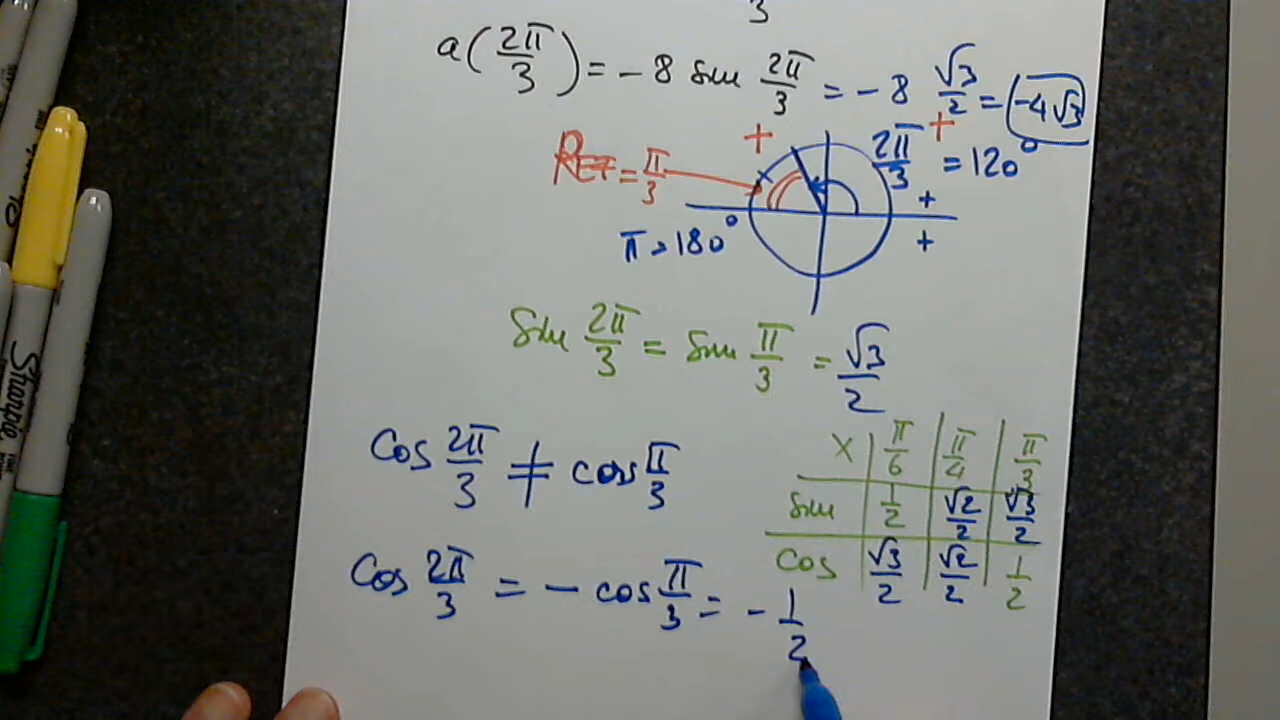 3
a(2π/3) = -8 sin 2π/3 = -8 √3/2 = -4√3
+ +
Ref = π/3
2π/3 = 120°
+
π = 180°
+
sin 2π/3 = sin π/3 = √3/2
cos 2π/3 ≠ cos π/3
x | π/6 | π/4 | π/3
sin | 1/2 | √2/2 | √3/2
cos | √3/2 | √2/2 | 1/2
cos 2π/3 = - cos π/3 = - 1/2
Sharpie